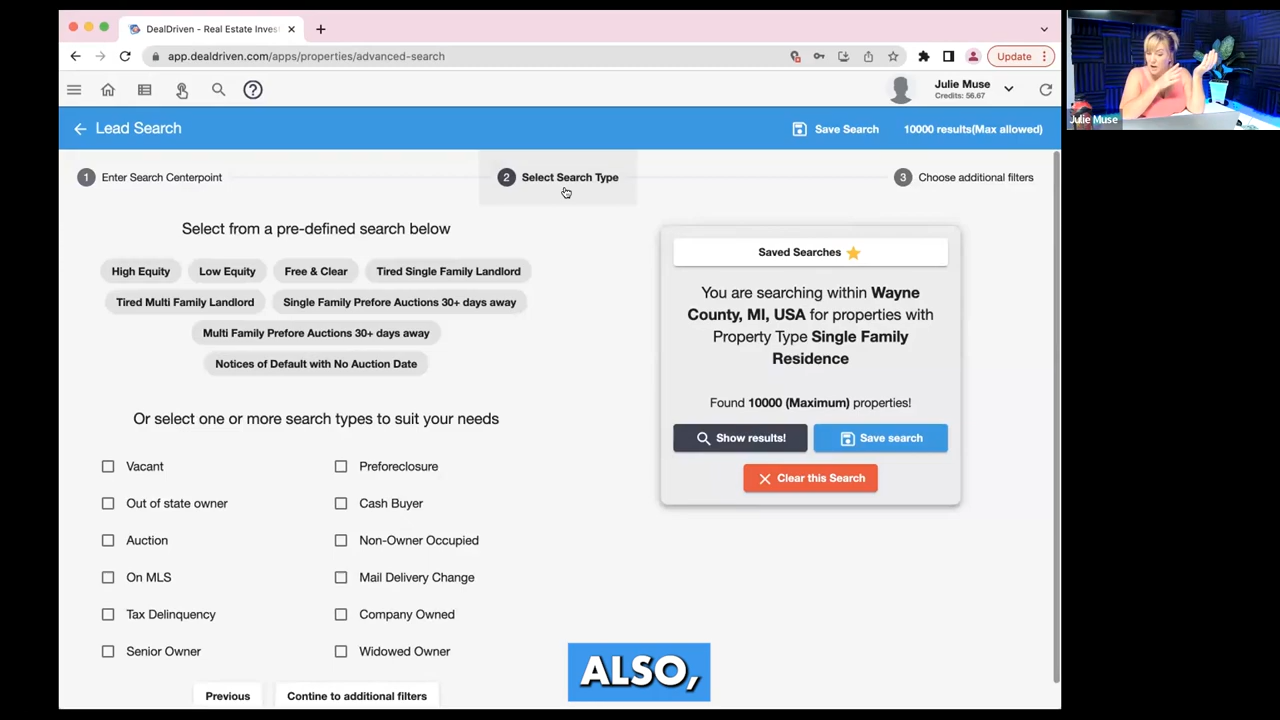 DealDriven - Real Estate Inves
app.dealdriven.com/apps/properties/advanced-search
Update
Julie Muse
Credits: 56.67
Julie Muse
Lead Search
Save Search
10000 results(Max allowed)
1 Enter Search Centerpoint
2 Select Search Type
3 Choose additional filters
Select from a pre-defined search below
High Equity
Low Equity
Free & Clear
Tired Single Family Landlord
Tired Multi Family Landlord
Single Family Prefore Auctions 30+ days away
Multi Family Prefore Auctions 30+ days away
Notices of Default with No Auction Date
Or select one or more search types to suit your needs
Vacant
Preforeclosure
Out of state owner
Cash Buyer
Auction
Non-Owner Occupied
On MLS
Mail Delivery Change
Tax Delinquency
Company Owned
Senior Owner
Widowed Owner
Previous
Contine to additional filters
Saved Searches
You are searching within Wayne
County, MI, USA for properties with
Property Type Single Family
Residence
Found 10000 (Maximum) properties!
Show results!
Save search
Clear this Search
ALSO,